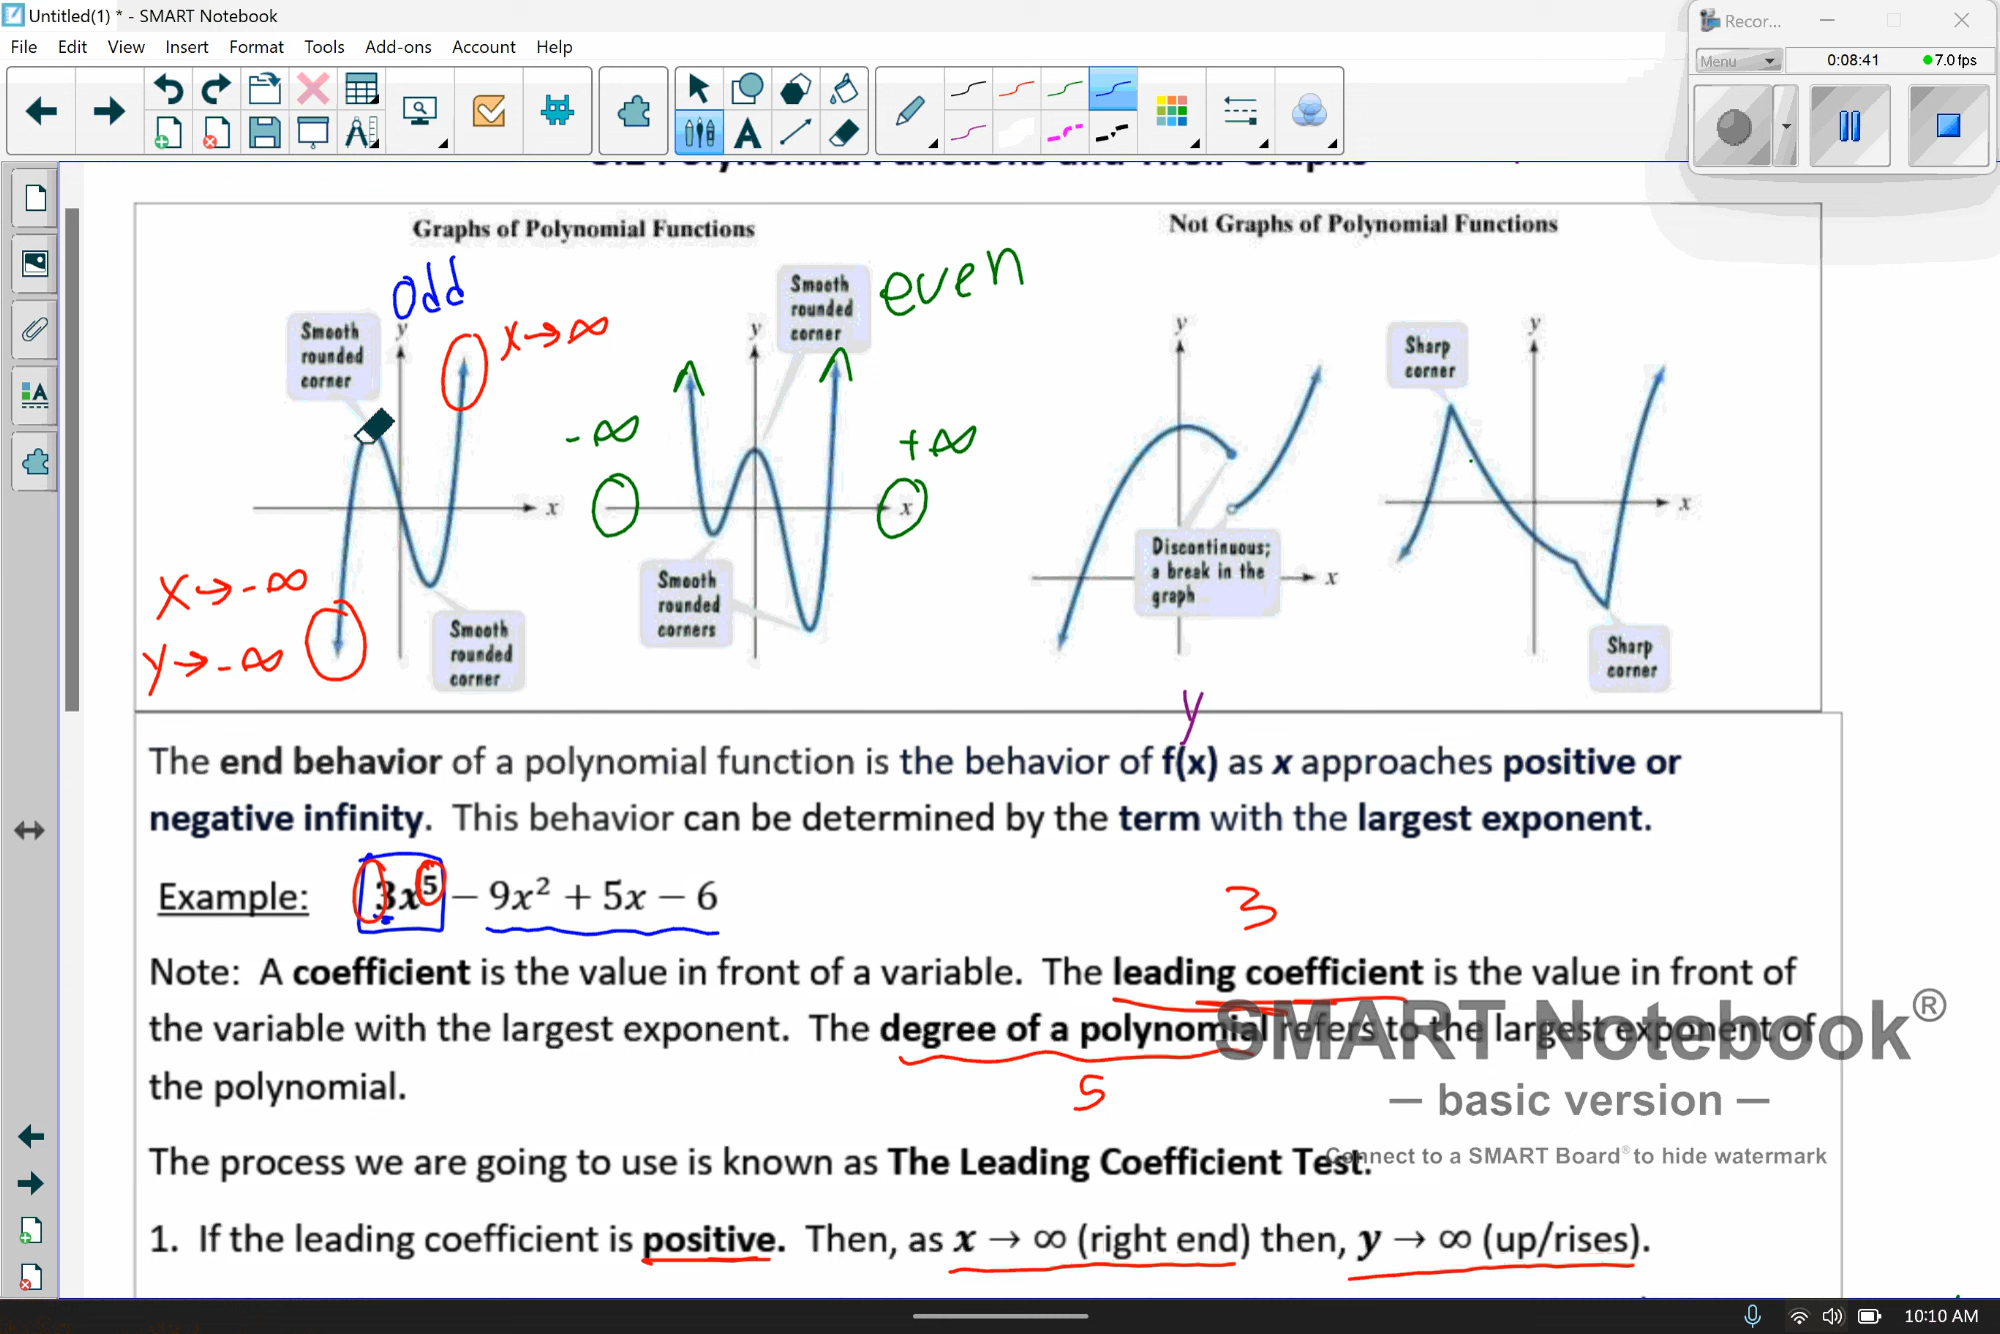 Untitled(1) * - SMART Notebook
Recor...
File Edit View Insert Format Tools Add-ons Account Help
Menu 0:08:41 7.0 fps
Graphs of Polynomial Functions
Not Graphs of Polynomial Functions
odd
even
Smooth
rounded
corner
y
x→∞
y
Smooth
rounded
corner
y
Sharp
corner
y
-∞
+∞
x
x
x
x→-∞
y→-∞
Smooth
rounded
corner
Smooth
rounded
corners
Discontinuous;
a break in the
graph
x
Sharp
corner
y
The end behavior of a polynomial function is the behavior of f(x) as x approaches positive or
negative infinity. This behavior can be determined by the term with the largest exponent.
Example: 3x⁵ − 9x² + 5x − 6
3
Note: A coefficient is the value in front of a variable. The leading coefficient is the value in front of
the variable with the largest exponent. The degree of a polynomial refers to the largest exponent of
the polynomial.
5
SMART Notebook®
— basic version —
Connect to a SMART Board® to hide watermark
The process we are going to use is known as The Leading Coefficient Test.
1. If the leading coefficient is positive. Then, as x → ∞ (right end) then, y → ∞ (up/rises).
10:10 AM